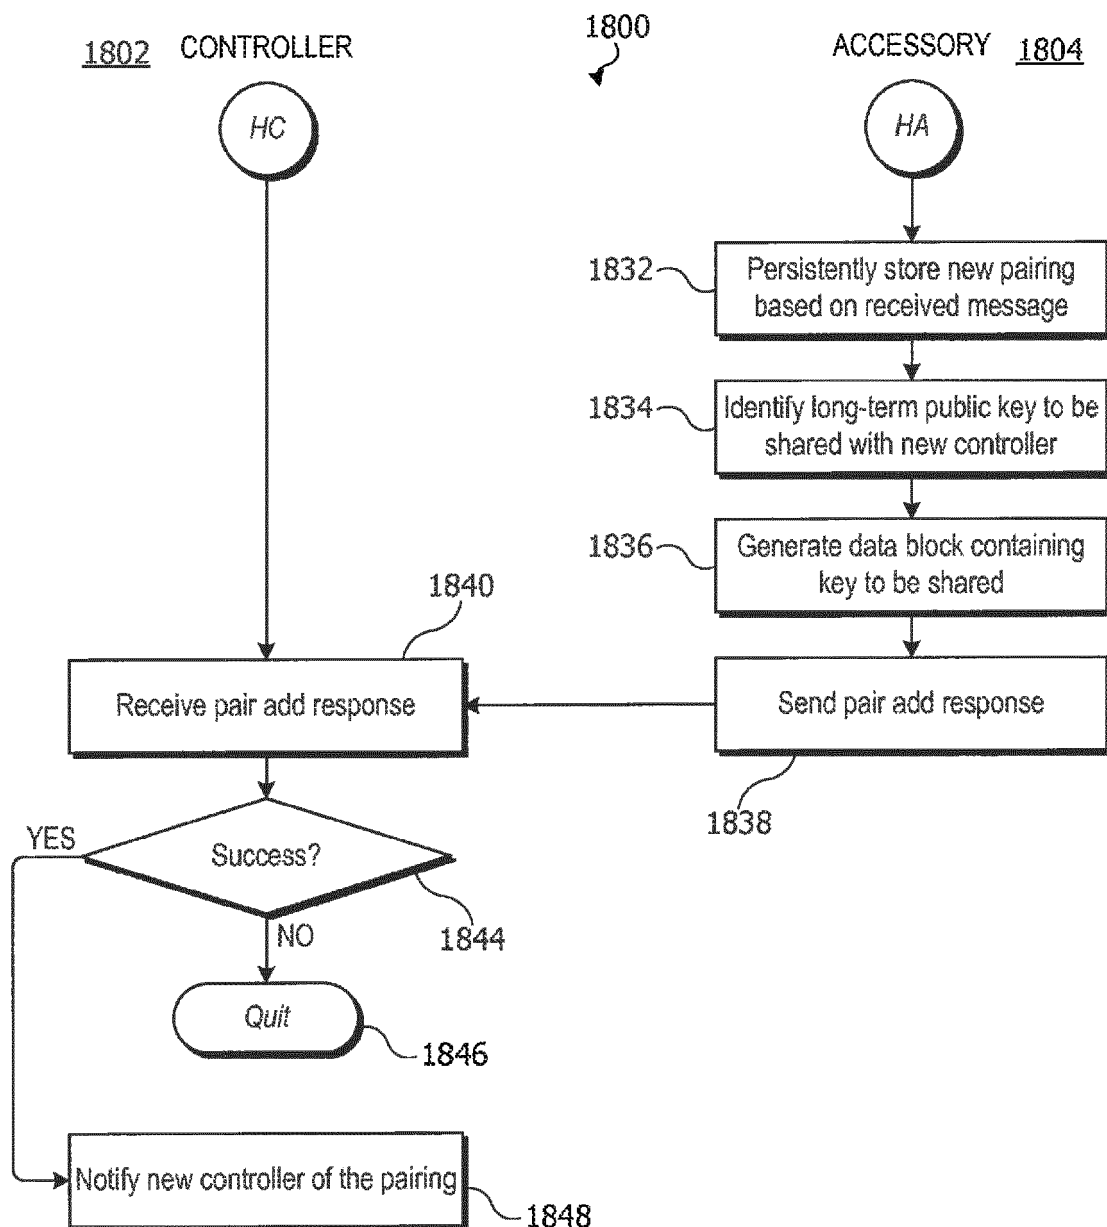 1800
1802 CONTROLLER
ACCESSORY 1804
HC
HA
1832
Persistently store new pairing
based on received message
1834
Identify long-term public key to be
shared with new controller
1836
Generate data block containing
key to be shared
1840
Receive pair add response
Send pair add response
1838
YES
Success?
1844
NO
Quit
1846
Notify new controller of the pairing
1848